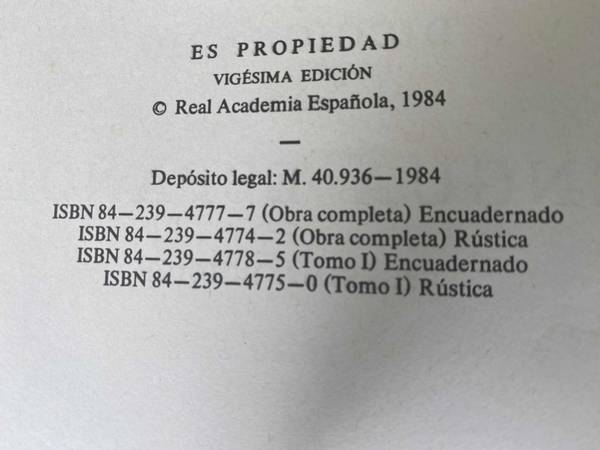 ES PROPIEDAD
VIGÉSIMA EDICIÓN
© Real Academia Española, 1984
—
Depósito legal: M. 40.936—1984
ISBN 84—239—4777—7 (Obra completa) Encuadernado
ISBN 84—239—4774—2 (Obra completa) Rústica
ISBN 84—239—4778—5 (Tomo I) Encuadernado
ISBN 84—239—4775—0 (Tomo I) Rústica